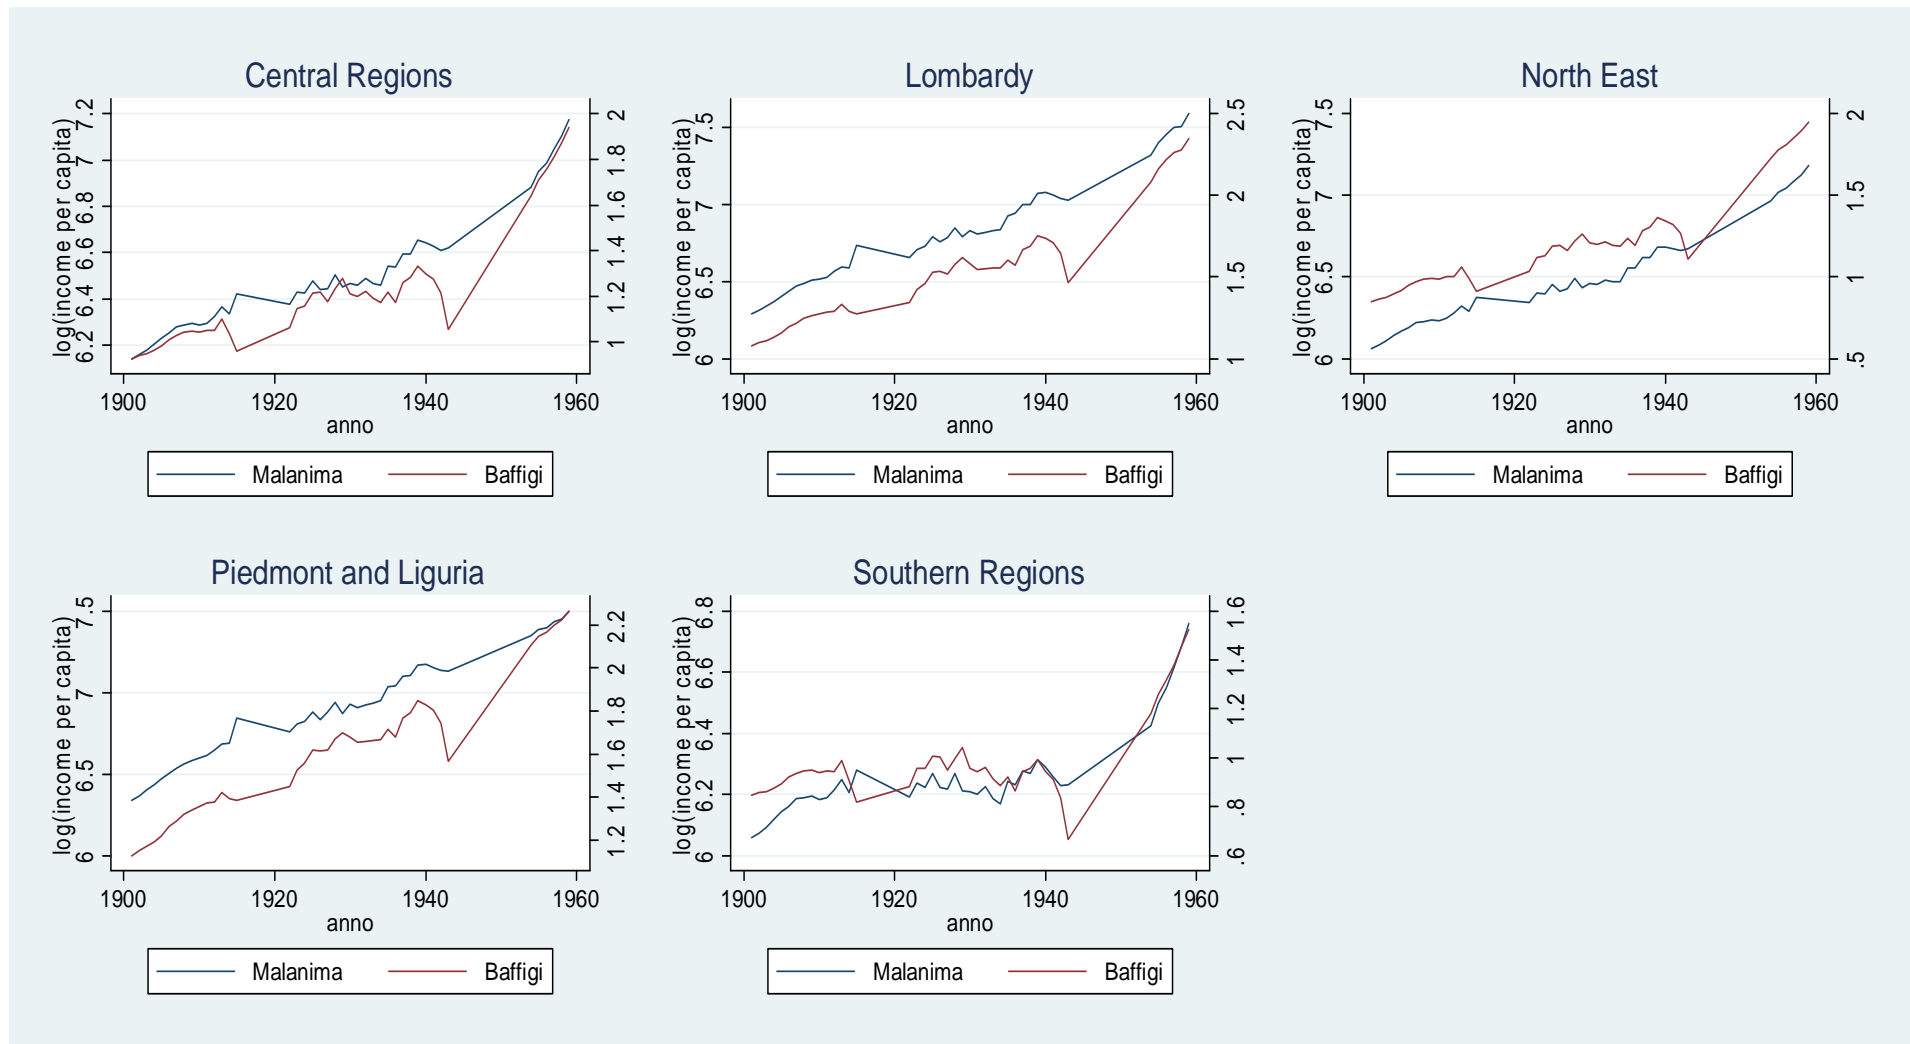 Central Regions
log(income per capita)
7.2
7
6.8
6.6
6.4
6.2
2
1.8
1.6
1.4
1.2
1
1900 1920 1940 1960
anno
Malanima Baffigi
Lombardy
log(income per capita)
7.5
7
6.5
6
2.5
2
1.5
1
1900 1920 1940 1960
anno
Malanima Baffigi
North East
log(income per capita)
7.5
7
6.5
6
2
1.5
1
.5
1900 1920 1940 1960
anno
Malanima Baffigi
Piedmont and Liguria
log(income per capita)
7.5
7
6.5
6
2.2
2
1.8
1.6
1.4
1.2
1900 1920 1940 1960
anno
Malanima Baffigi
Southern Regions
log(income per capita)
6.8
6.6
6.4
6.2
6
1.6
1.4
1.2
1
.8
.6
1900 1920 1940 1960
anno
Malanima Baffigi